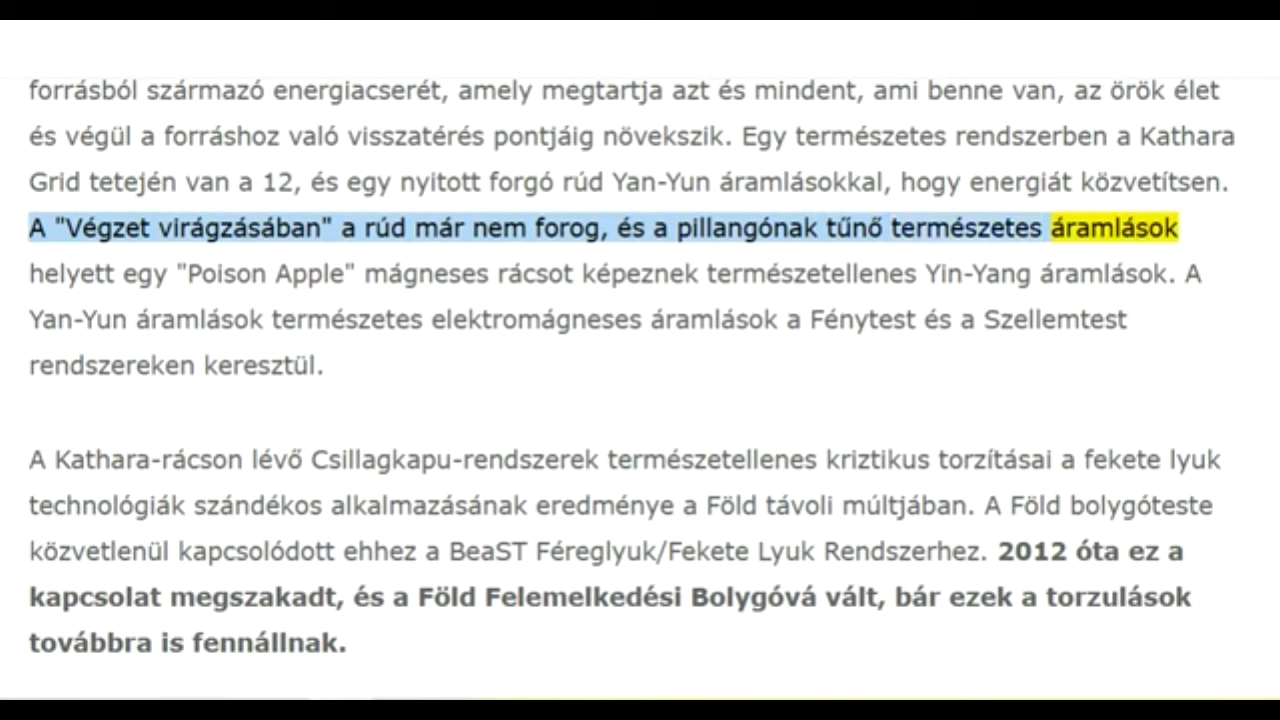 forrásból származó energiacserét, amely megtartja azt és mindent, ami benne van, az örök élet
és végül a forráshoz való visszatérés pontjáig növekszik. Egy természetes rendszerben a Kathara
Grid tetején van a 12, és egy nyitott forgó rúd Yan-Yun áramlásokkal, hogy energiát közvetítsen.
A "Végzet virágzásában" a rúd már nem forog, és a pillangónak tűnő természetes áramlások
helyett egy "Poison Apple" mágneses rácsot képeznek természetellenes Yin-Yang áramlások. A
Yan-Yun áramlások természetes elektromágneses áramlások a Fénytest és a Szellemtest
rendszereken keresztül.
A Kathara-rácson lévő Csillagkapu-rendszerek természetellenes kriztikus torzításai a fekete lyuk
technológiák szándékos alkalmazásának eredménye a Föld távoli múltjában. A Föld bolygóteste
közvetlenül kapcsolódott ehhez a BeaST Féreglyuk/Fekete Lyuk Rendszerhez. 2012 óta ez a
kapcsolat megszakadt, és a Föld Felemelkedési Bolygóvá vált, bár ezek a torzulások
továbbra is fennállnak.